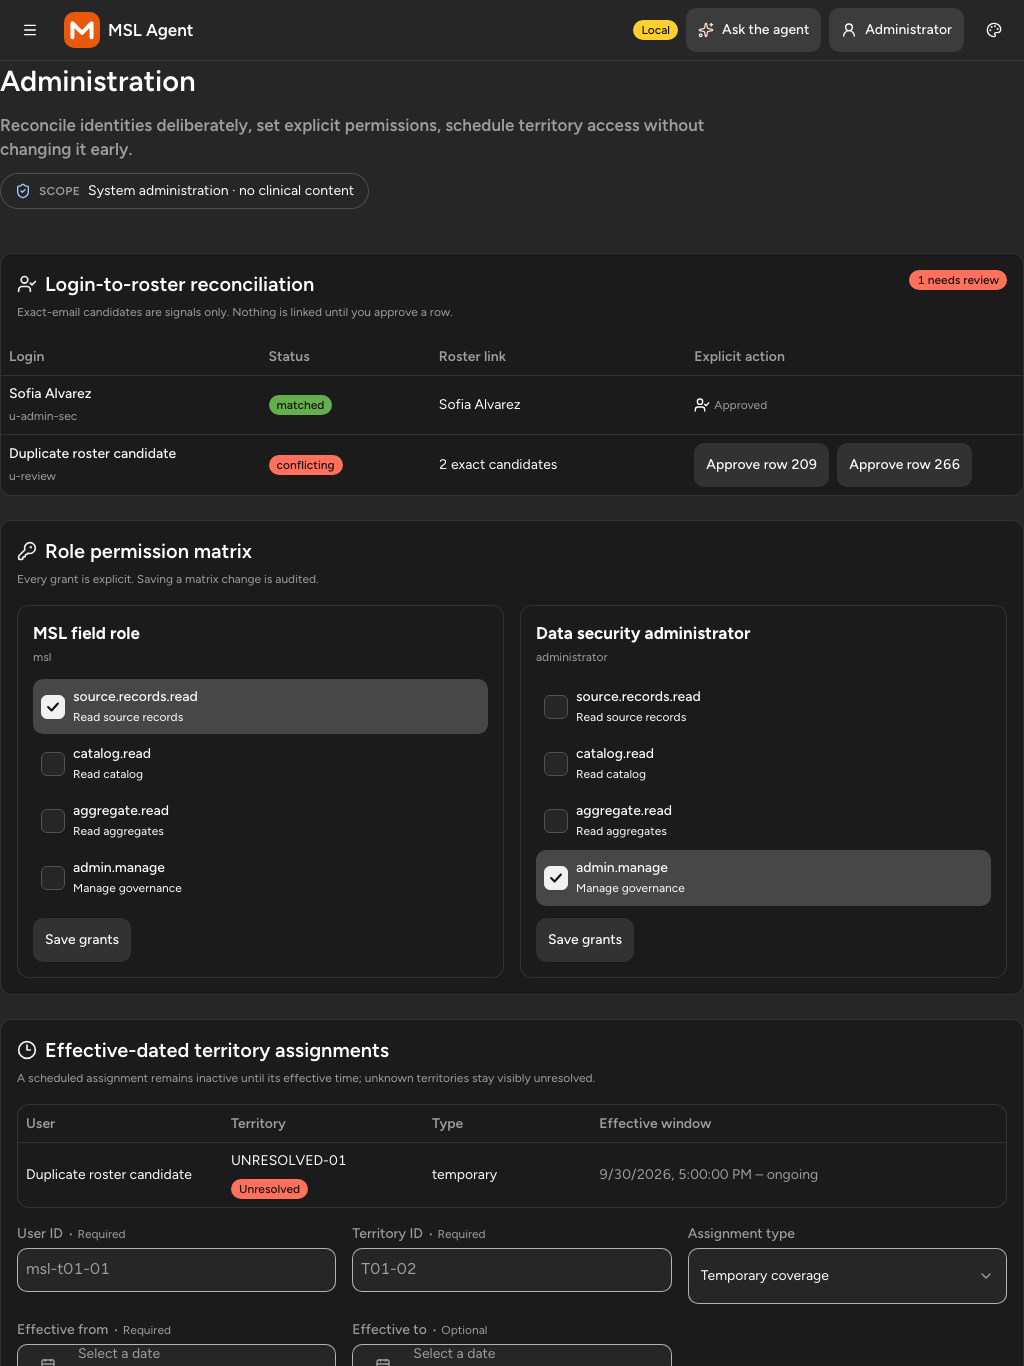 MSL Agent
Local
Ask the agent
Administrator
Administration
Reconcile identities deliberately, set explicit permissions, schedule territory access without
changing it early.
SCOPE System administration · no clinical content
Login-to-roster reconciliation
1 needs review
Exact-email candidates are signals only. Nothing is linked until you approve a row.
Login Status Roster link Explicit action
Sofia Alvarez
u-admin-sec
matched
Sofia Alvarez
Approved
Duplicate roster candidate
u-review
conflicting
2 exact candidates
Approve row 209
Approve row 266
Role permission matrix
Every grant is explicit. Saving a matrix change is audited.
MSL field role
msl
source.records.read
Read source records
catalog.read
Read catalog
aggregate.read
Read aggregates
admin.manage
Manage governance
Save grants
Data security administrator
administrator
source.records.read
Read source records
catalog.read
Read catalog
aggregate.read
Read aggregates
admin.manage
Manage governance
Save grants
Effective-dated territory assignments
A scheduled assignment remains inactive until its effective time; unknown territories stay visibly unresolved.
User Territory Type Effective window
Duplicate roster candidate
UNRESOLVED-01
Unresolved
temporary
9/30/2026, 5:00:00 PM – ongoing
User ID · Required
msl-t01-01
Territory ID · Required
T01-02
Assignment type
Temporary coverage
Effective from · Required
Select a date
Effective to · Optional
Select a date